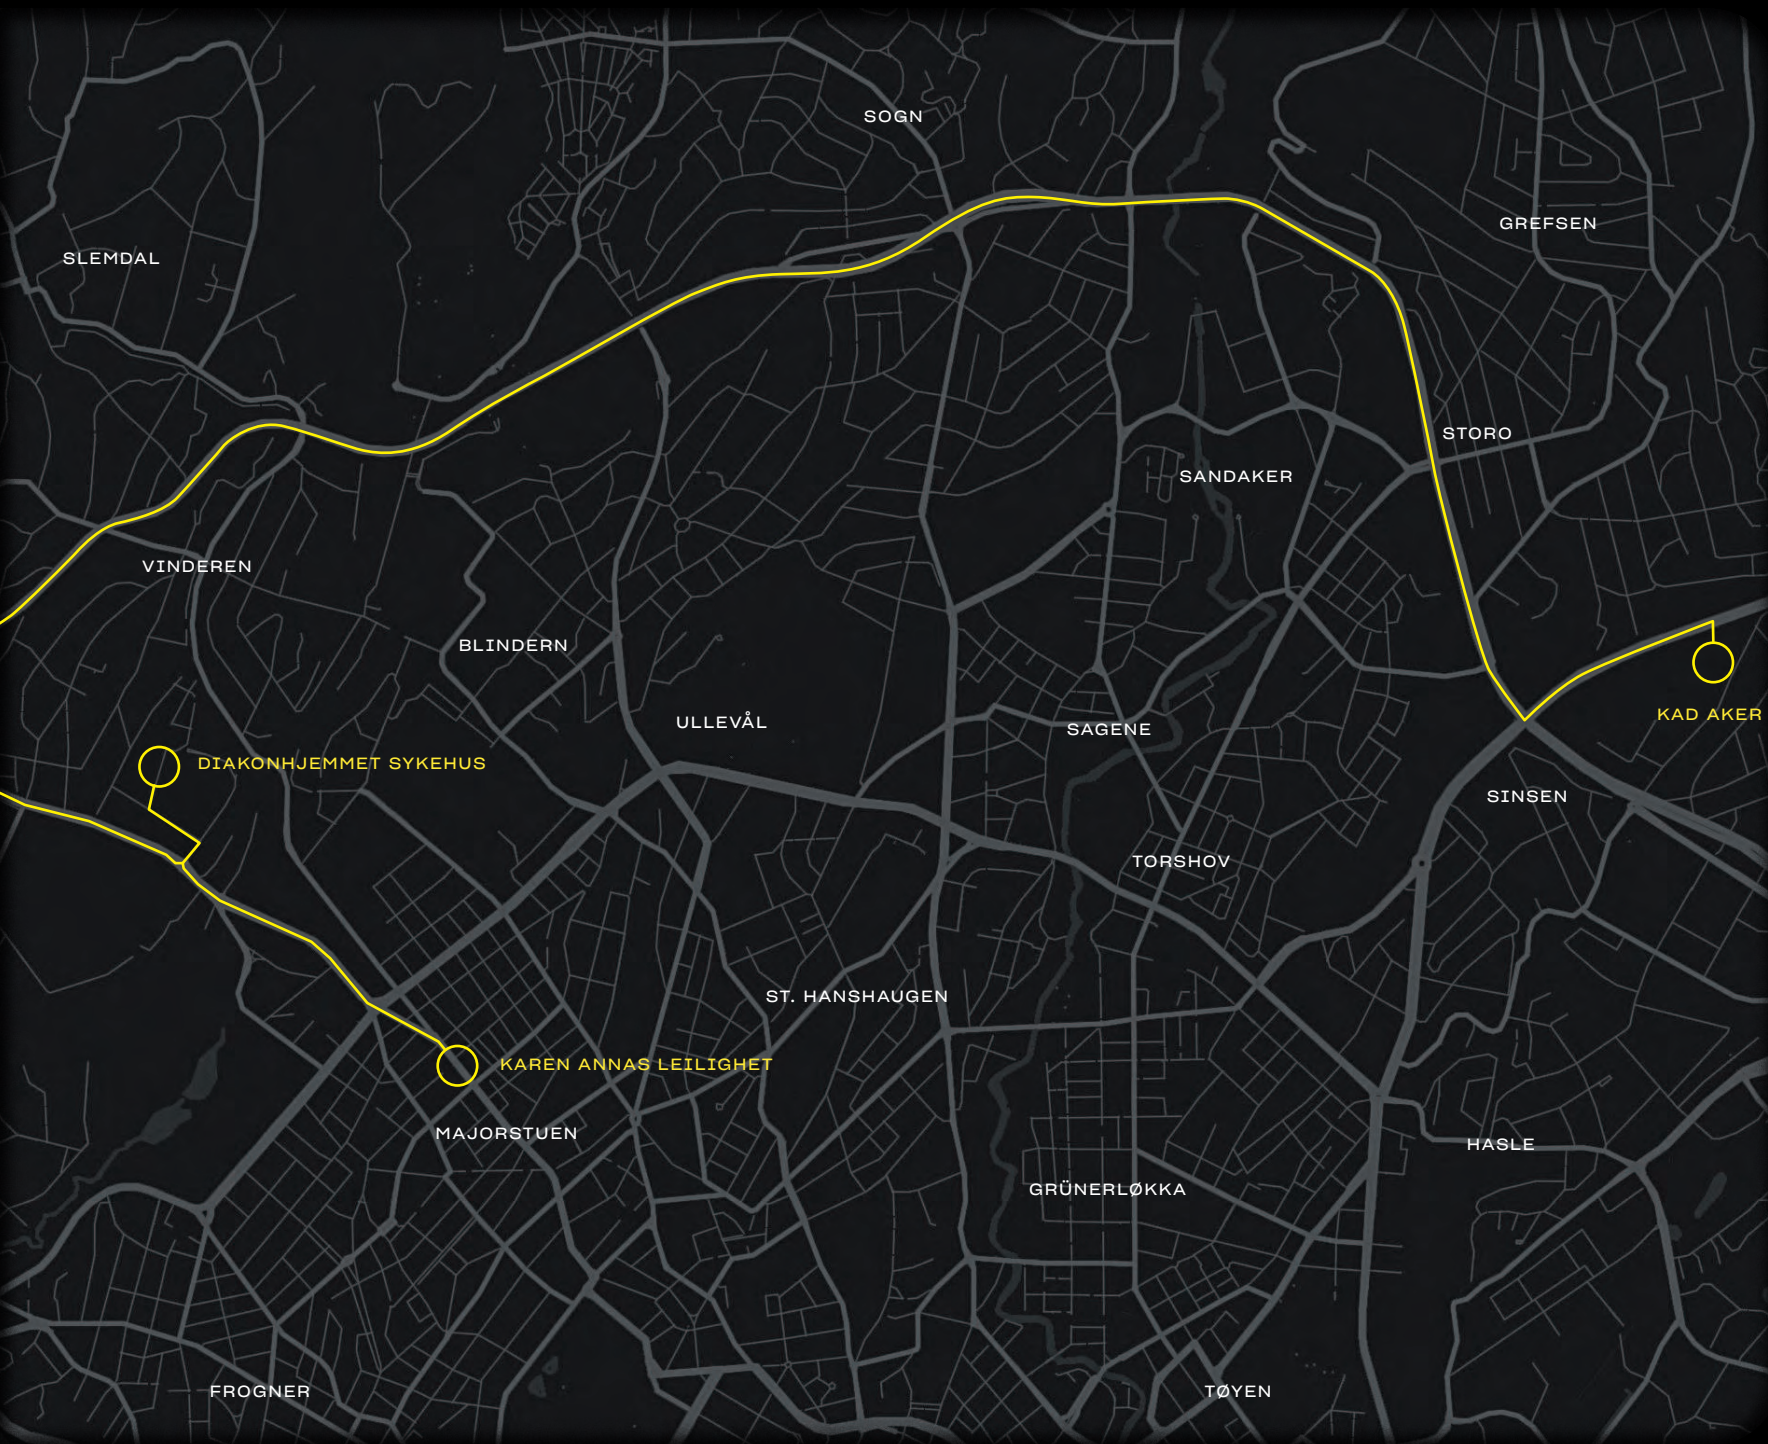 SOGN
GREFSEN
SLEMDAL
STORO
SANDAKER
VINDEREN
BLINDERN
KAD AKER
ULLEVÅL
SAGENE
DIAKONHJEMMET SYKEHUS
SINSEN
TORSHOV
ST. HANSHAUGEN
KAREN ANNAS LEILIGHET
MAJORSTUEN
HASLE
GRÜNERLØKKA
FROGNER
TØYEN